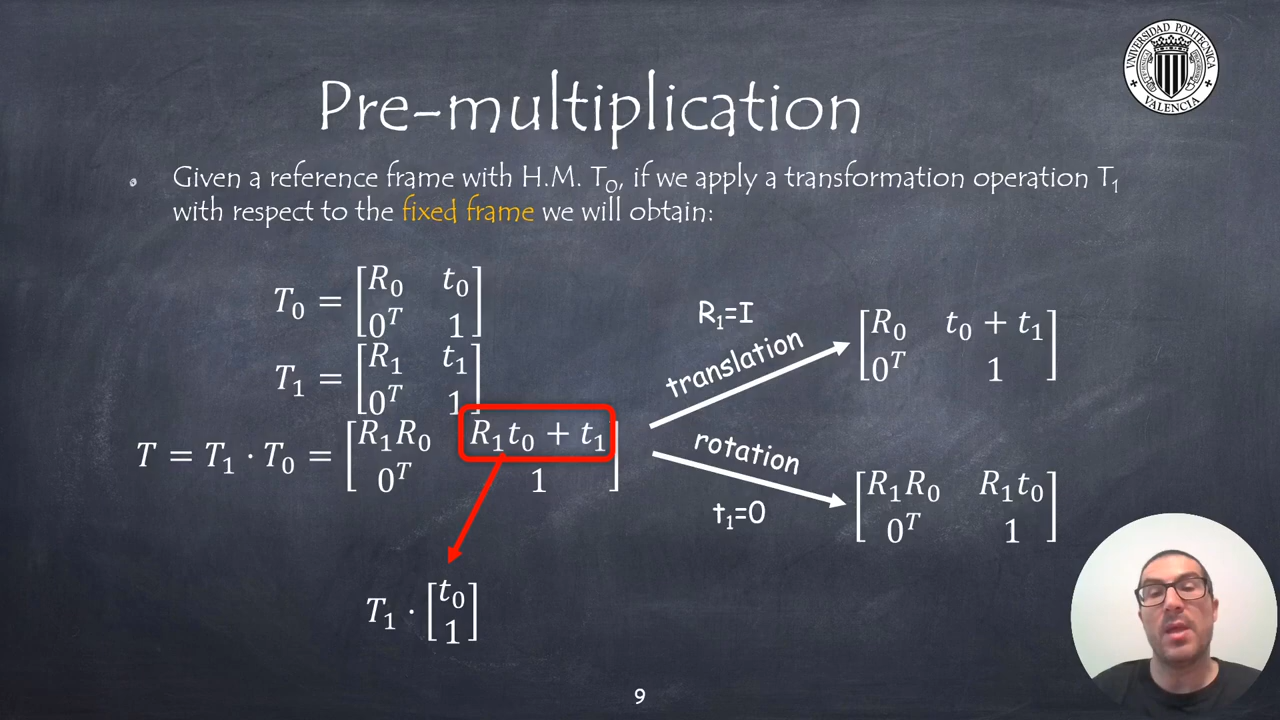 UNIVERSIDAD POLITECNICA
VALENCIA
Pre-multiplication
Given a reference frame with H.M. T₀, if we apply a transformation operation T₁
with respect to the fixed frame we will obtain:
T₀ = [R₀ t₀
0ᵀ 1]
T₁ = [R₁ t₁
0ᵀ 1]
T = T₁ · T₀ = [R₁R₀ R₁t₀ + t₁
0ᵀ 1]
R₁=I
translation
[R₀ t₀ + t₁
0ᵀ 1]
rotation
t₁=0
[R₁R₀ R₁t₀
0ᵀ 1]
T₁ · [t₀
1]
9